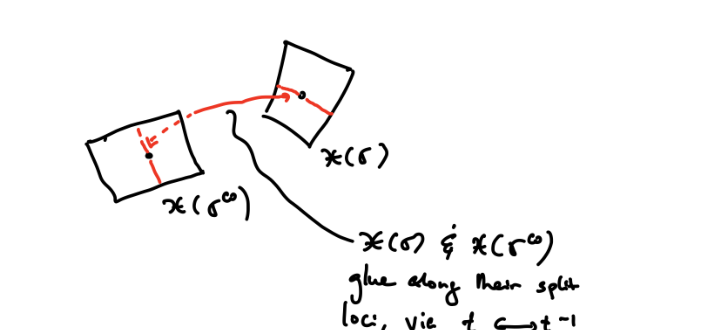 𝔛(σ)
𝔛(σ^∞)
𝔛(σ) & 𝔛(σ^∞)
glue along their split
loci, via t ⟷ t⁻¹